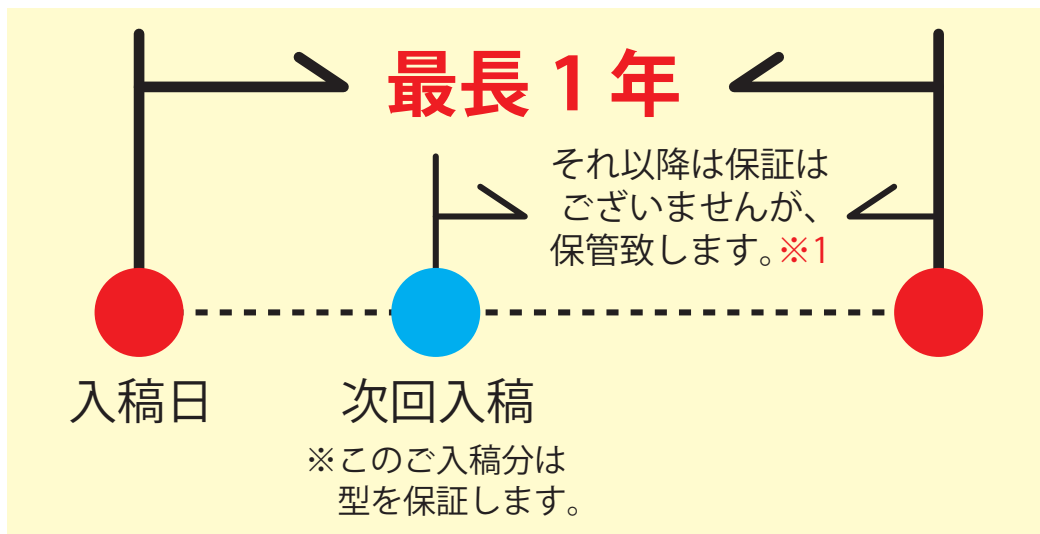 最長１年
それ以降は保証は
ございませんが、
保管致します。※1
入稿日
次回入稿
※このご入稿分は
型を保証します。